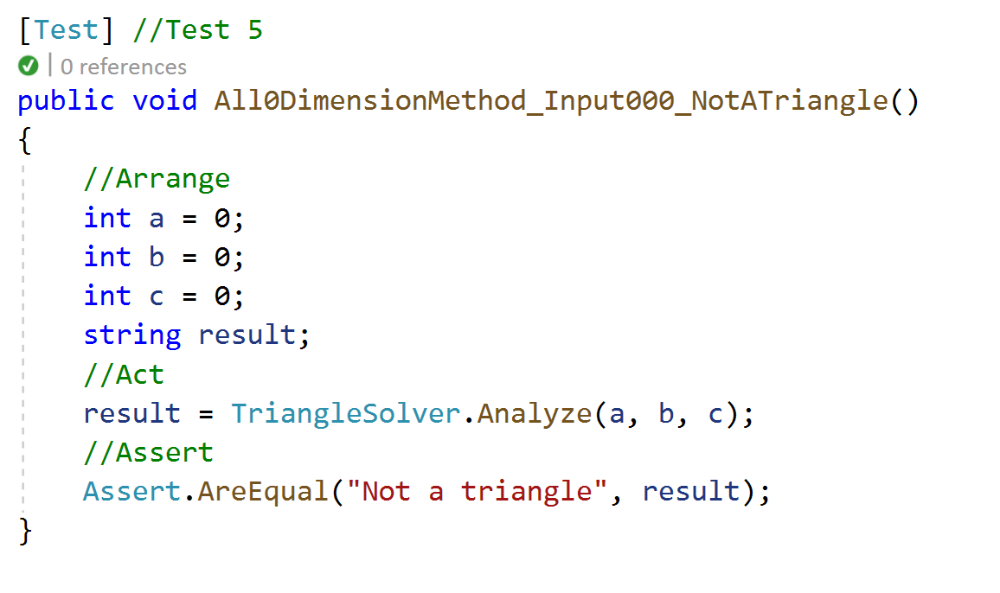 [Test] //Test 5
| 0 references
public void All0DimensionMethod_Input000_NotATriangle()
{
//Arrange
int a = 0;
int b = 0;
int c = 0;
string result;
//Act
result = TriangleSolver.Analyze(a, b, c);
//Assert
Assert.AreEqual("Not a triangle", result);
}